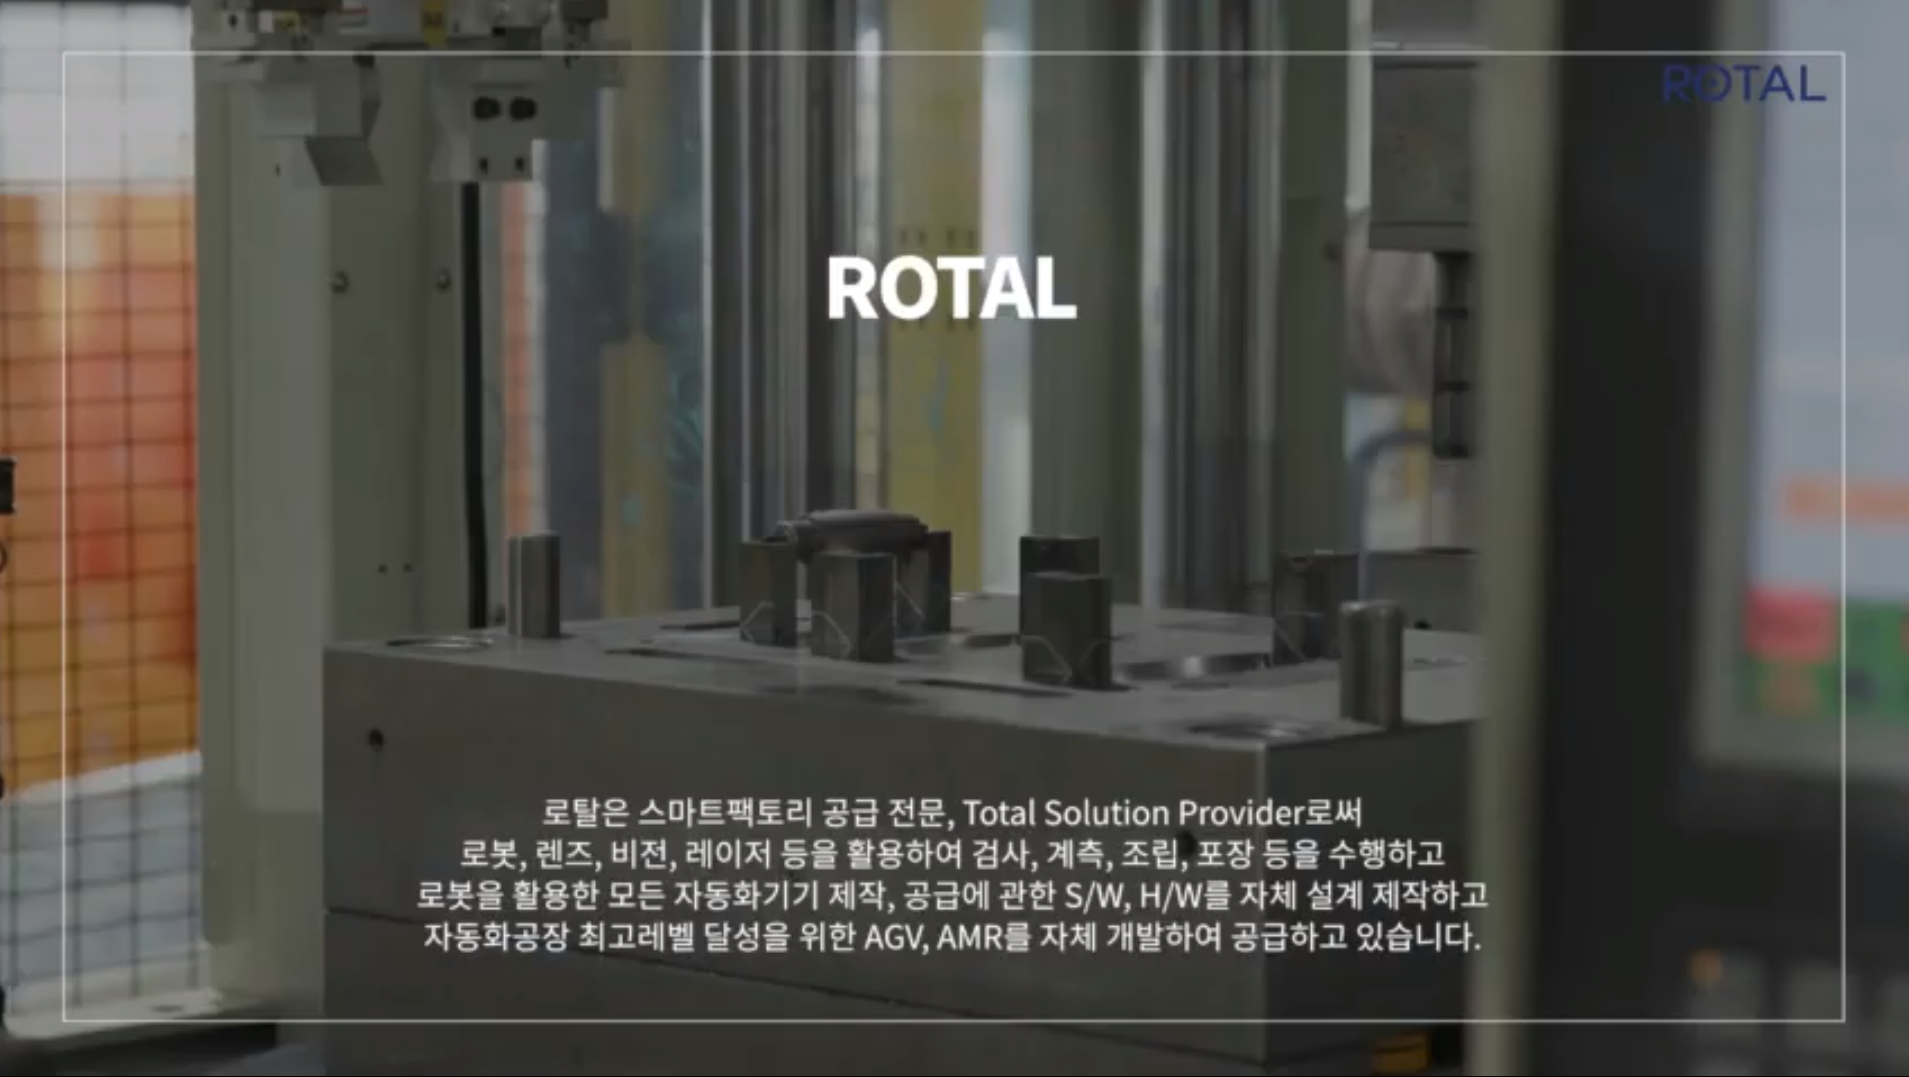 ROTAL
ROTAL
로탈은 스마트팩토리 공급 전문, Total Solution Provider로써
로봇, 렌즈, 비전, 레이저 등을 활용하여 검사, 계측, 조립, 포장 등을 수행하고
로봇을 활용한 모든 자동화기기 제작, 공급에 관한 S/W, H/W를 자체 설계 제작하고
자동화공장 최고레벨 달성을 위한 AGV, AMR를 자체 개발하여 공급하고 있습니다.